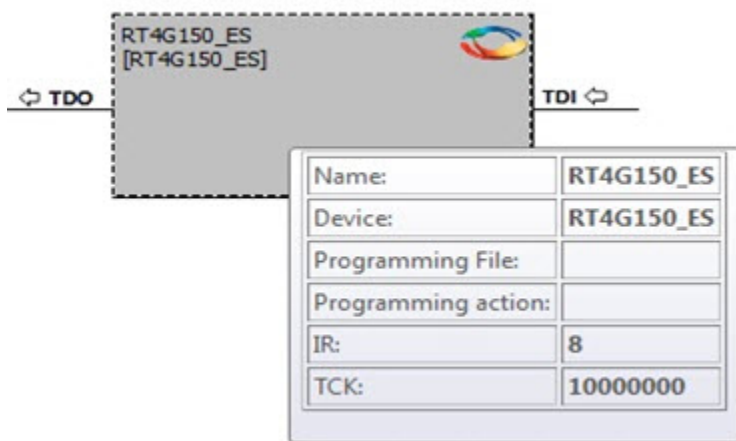 RT4G150_ES
[RT4G150_ES]
⇦ TDO
TDI ⇦
Name: RT4G150_ES
Device: RT4G150_ES
Programming File:
Programming action:
IR: 8
TCK: 10000000